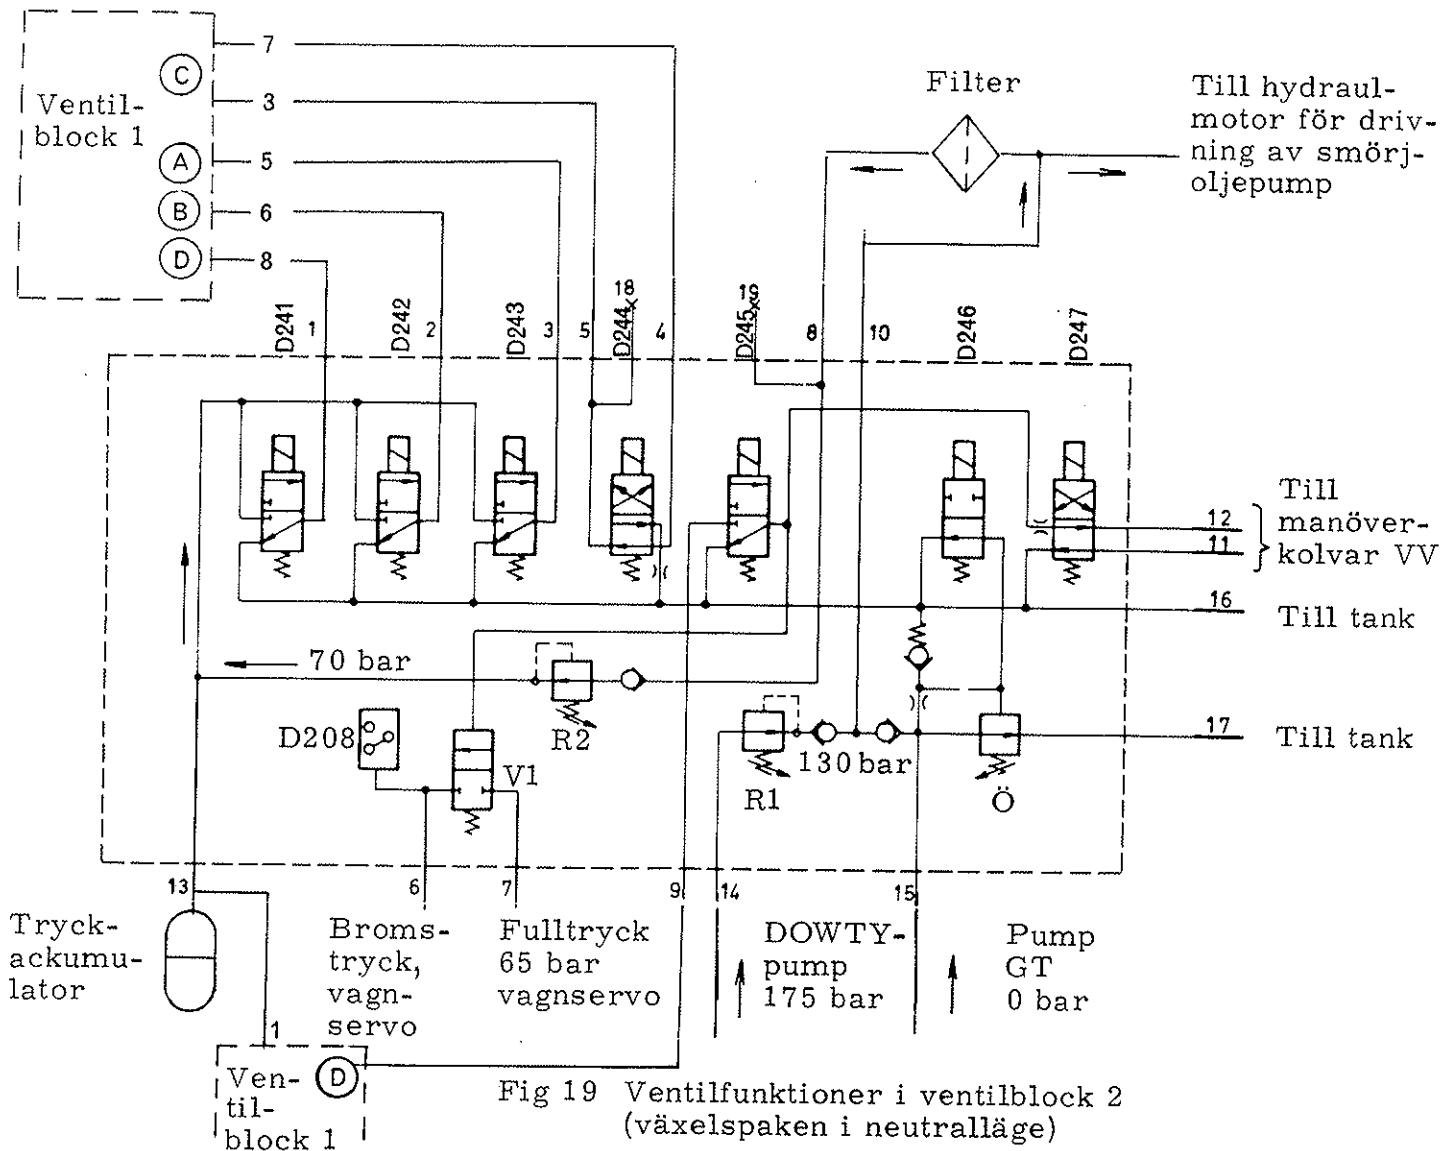 7
C
Ventil-
block 1
3
A
5
B
6
D
8
Filter
Till hydraul-
motor för driv-
ning av smörj-
oljepump
D241
1
D242
2
D243
3
5
18
D244
4
19
D245
8
10
D246
D247
Till
manöver-
kolvar VV
12
11
16
Till tank
70 bar
R2
D208
V1
130 bar
R1
Ö
17
Till tank
13
6
7
9
14
15
Tryck-
ackumu-
lator
Broms-
tryck,
vagn-
servo
Fulltryck
65 bar
vagnservo
DOWTY-
pump
175 bar
Pump
GT
0 bar
1
Ven-
til-
block 1
D
Fig 19 Ventilfunktioner i ventilblock 2
(växelspaken i neutralläge)